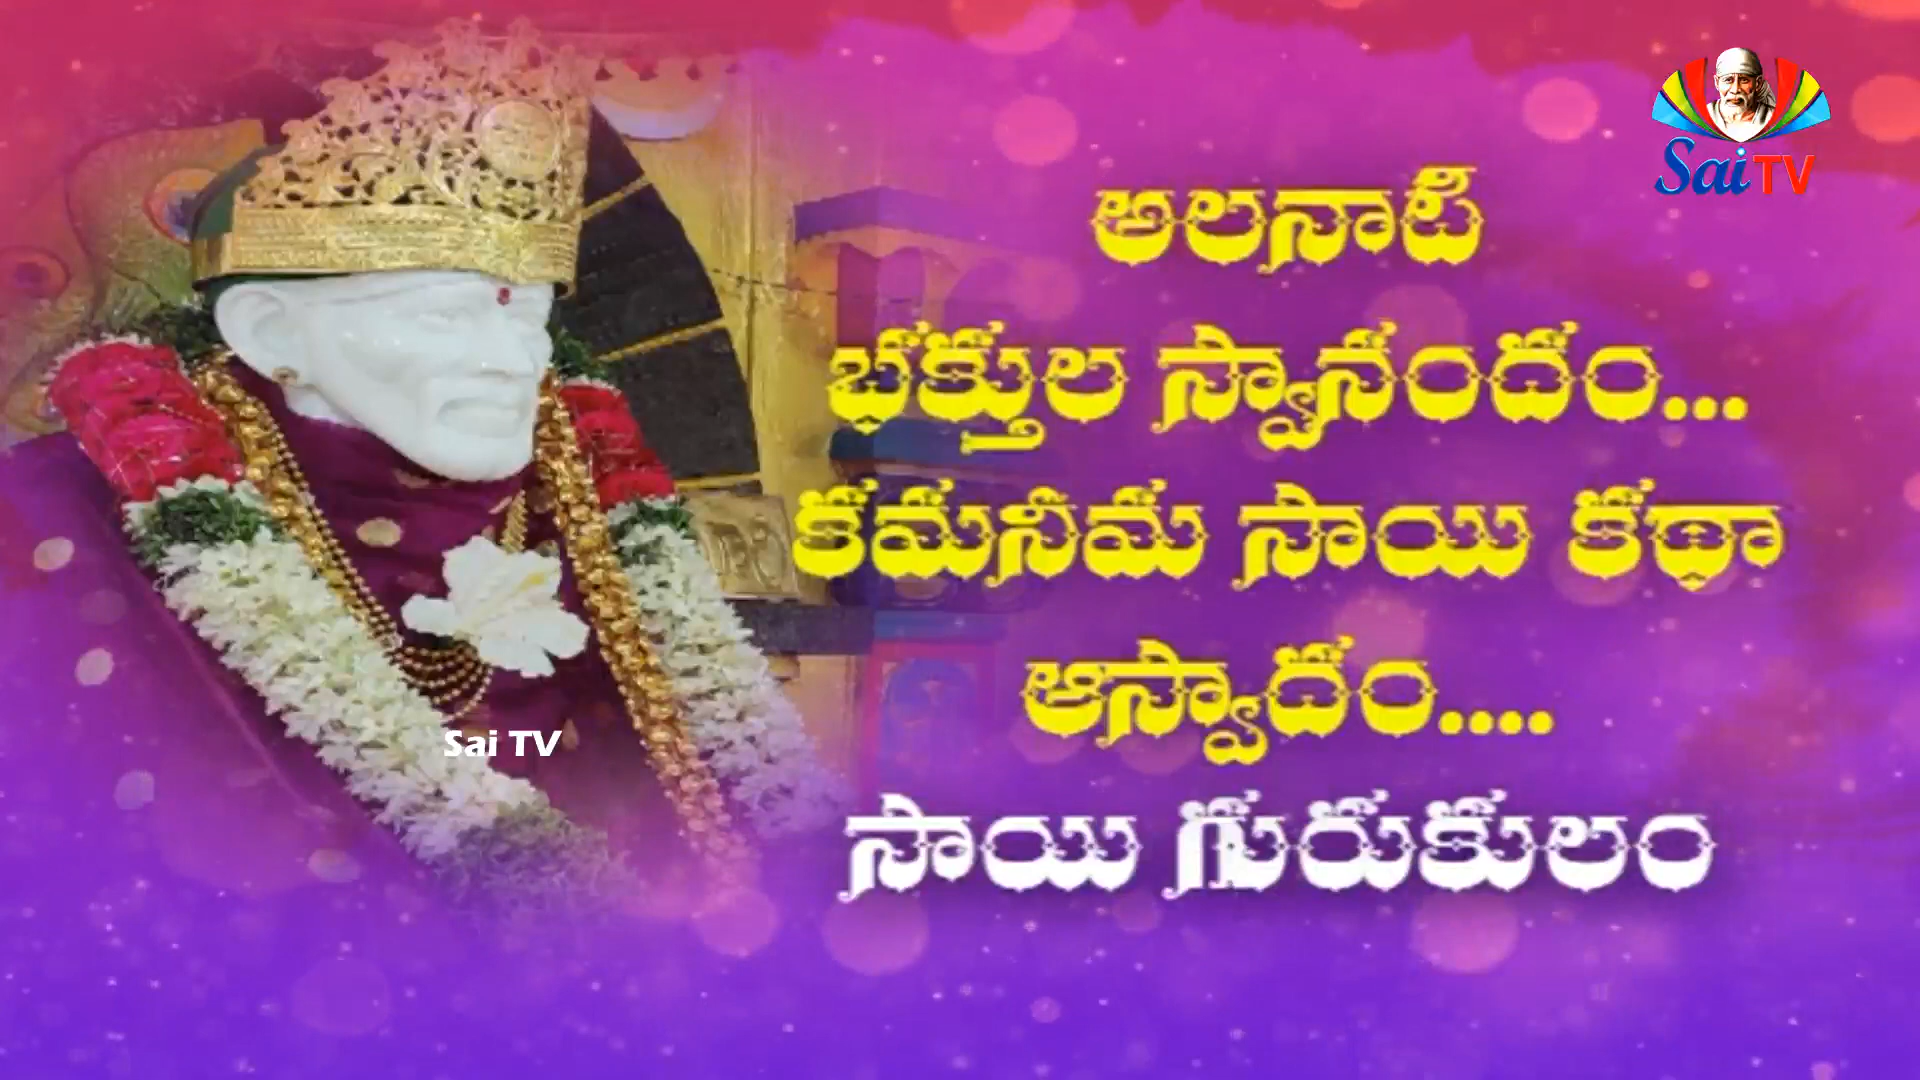 Sai TV
అలనాటి
భక్తుల స్వానందం...
కమనీమ సాయి కథా
ఆస్వాదం....
Sai TV
సాయి గురుకులం